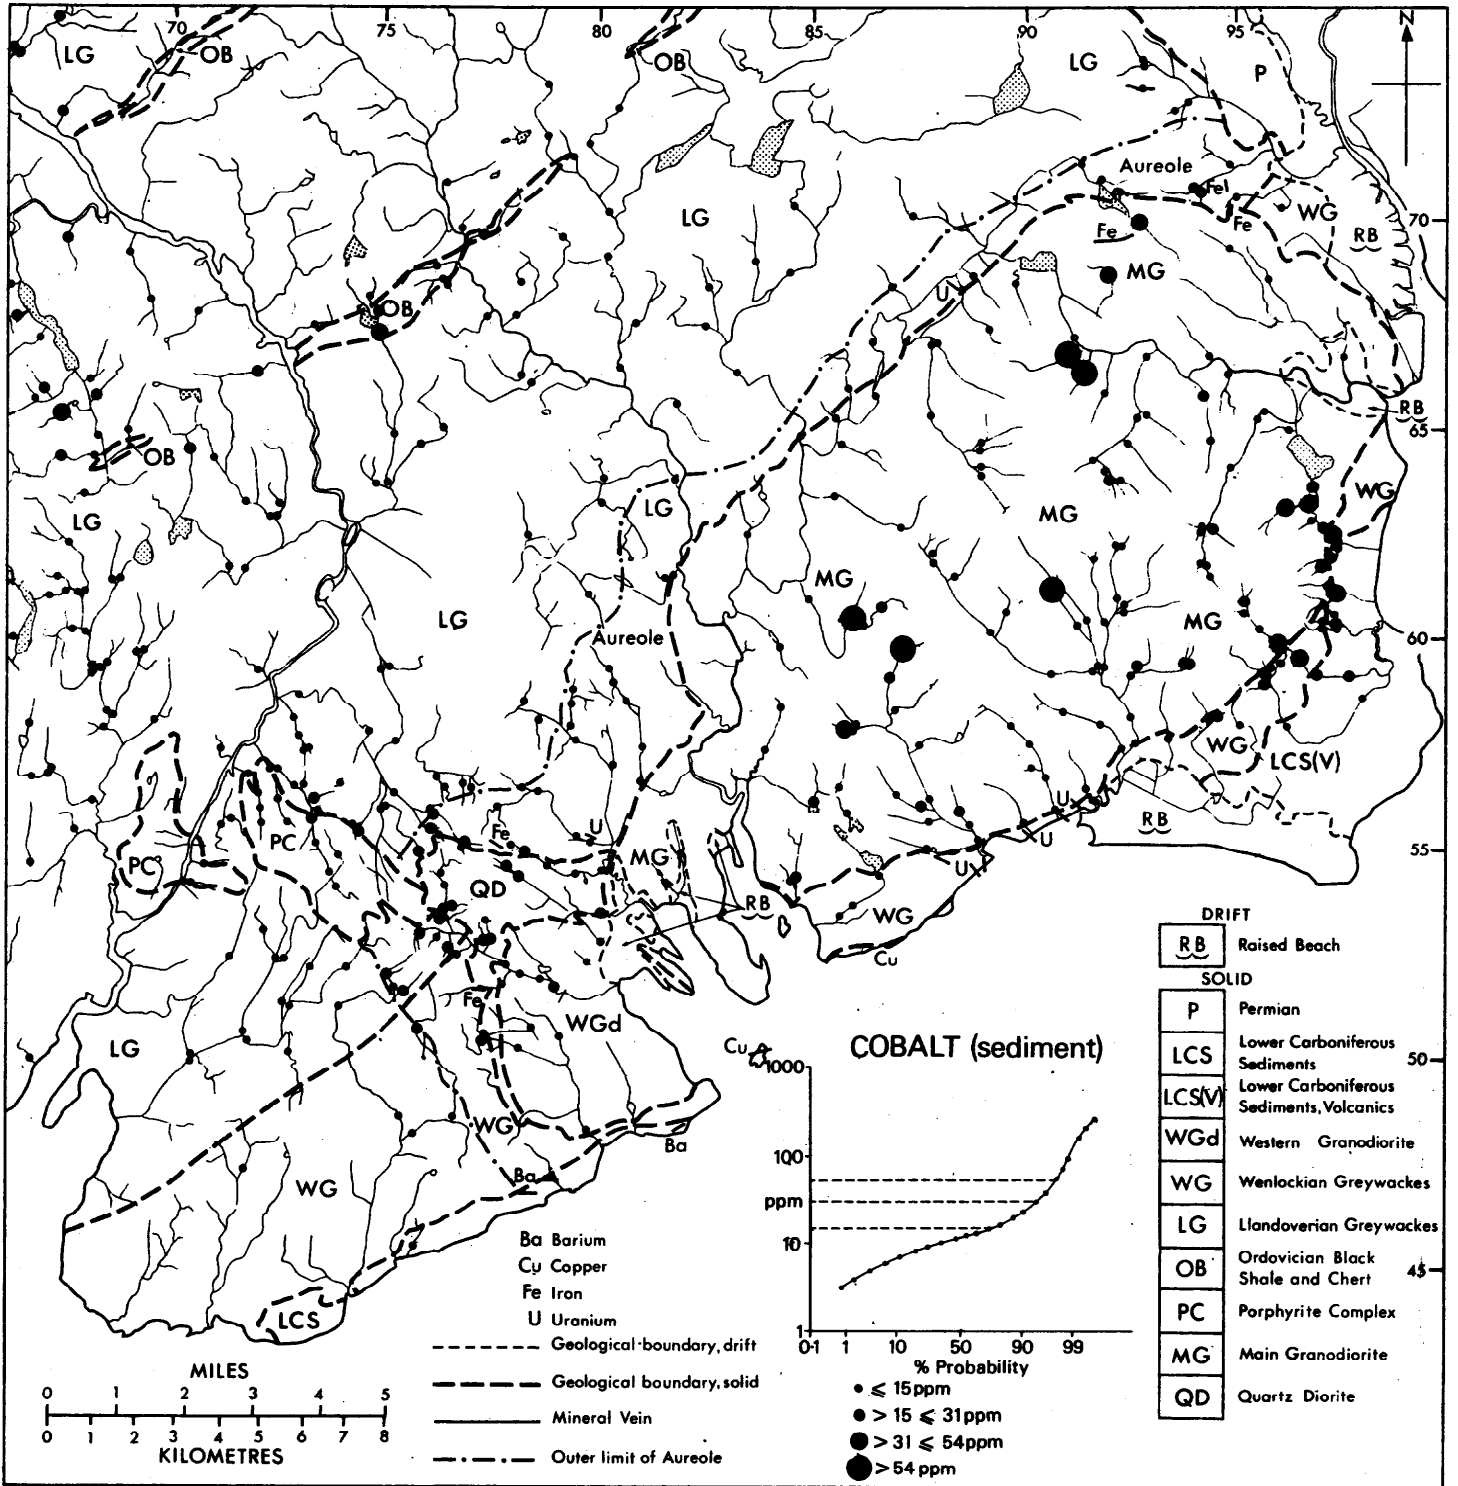 70
75
80
85
90
95
N
LG
OB
OB
LG
P
Aureole
Fe
WG
LG
70
Fe
Fe
RB
MG
U
OB
RB
65
OB
WG
LG
LG
MG
MG
LG
MG
Aureole
60
WG
LCS(V)
U
RB
Fe
U
PC
U
PC
MG
55
U
QD
RB
WG
Cu
Fe
WGd
LG
Cu
50
WG
Ba
Ba
WG
LCS
45
COBALT (sediment)
1000
100
ppm
10
1
0·1 1 10 50 90 99
% Probability
⩽ 15ppm
> 15 ⩽ 31ppm
> 31 ⩽ 54ppm
> 54 ppm
DRIFT
RB Raised Beach
SOLID
P Permian
LCS Lower Carboniferous
Sediments
LCS(V) Lower Carboniferous
Sediments, Volcanics
WGd Western Granodiorite
WG Wenlockian Greywackes
LG Llandoverian Greywackes
OB Ordovician Black
Shale and Chert
PC Porphyrite Complex
MG Main Granodiorite
QD Quartz Diorite
Ba Barium
Cu Copper
Fe Iron
U Uranium
Geological boundary, drift
Geological boundary, solid
Mineral Vein
Outer limit of Aureole
MILES
0 1 2 3 4 5
0 1 2 3 4 5 6 7 8
KILOMETRES